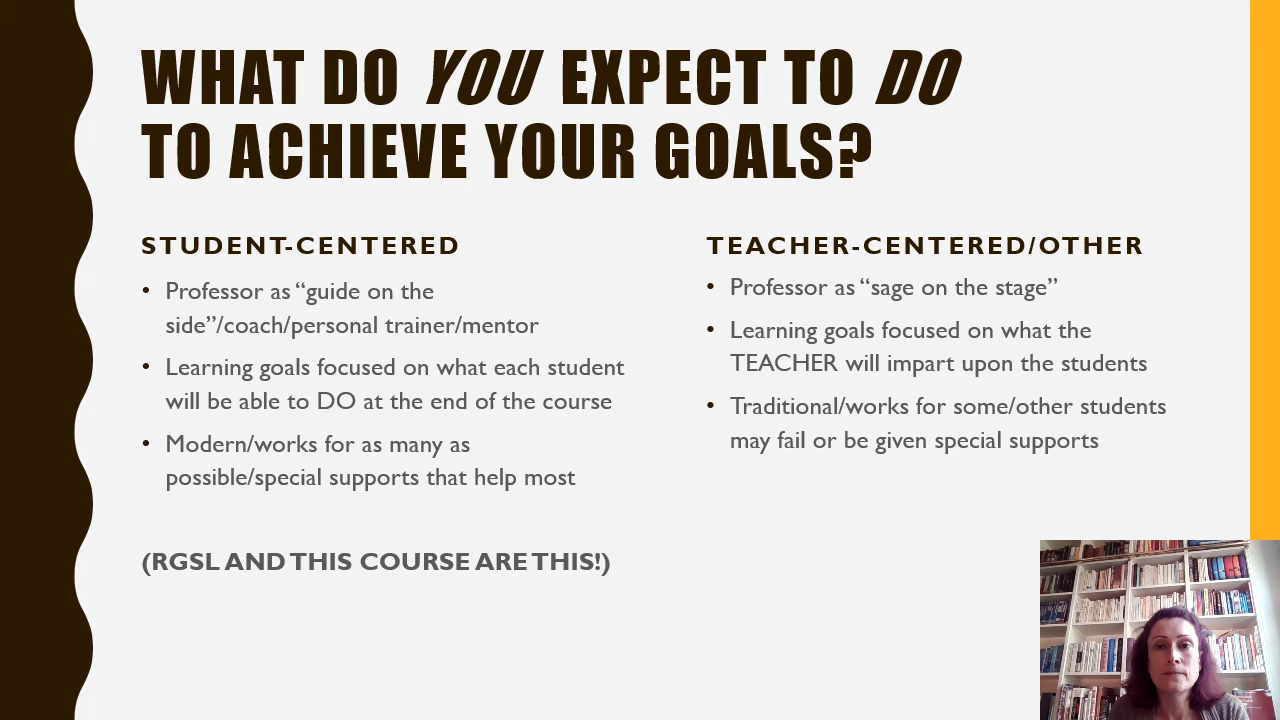 WHAT DO YOU EXPECT TO DO
TO ACHIEVE YOUR GOALS?
STUDENT-CENTERED
• Professor as “guide on the
side”/coach/personal trainer/mentor
• Learning goals focused on what each student
will be able to DO at the end of the course
• Modern/works for as many as
possible/special supports that help most
(RGSL AND THIS COURSE ARE THIS!)
TEACHER-CENTERED/OTHER
• Professor as “sage on the stage”
• Learning goals focused on what the
TEACHER will impart upon the students
• Traditional/works for some/other students
may fail or be given special supports